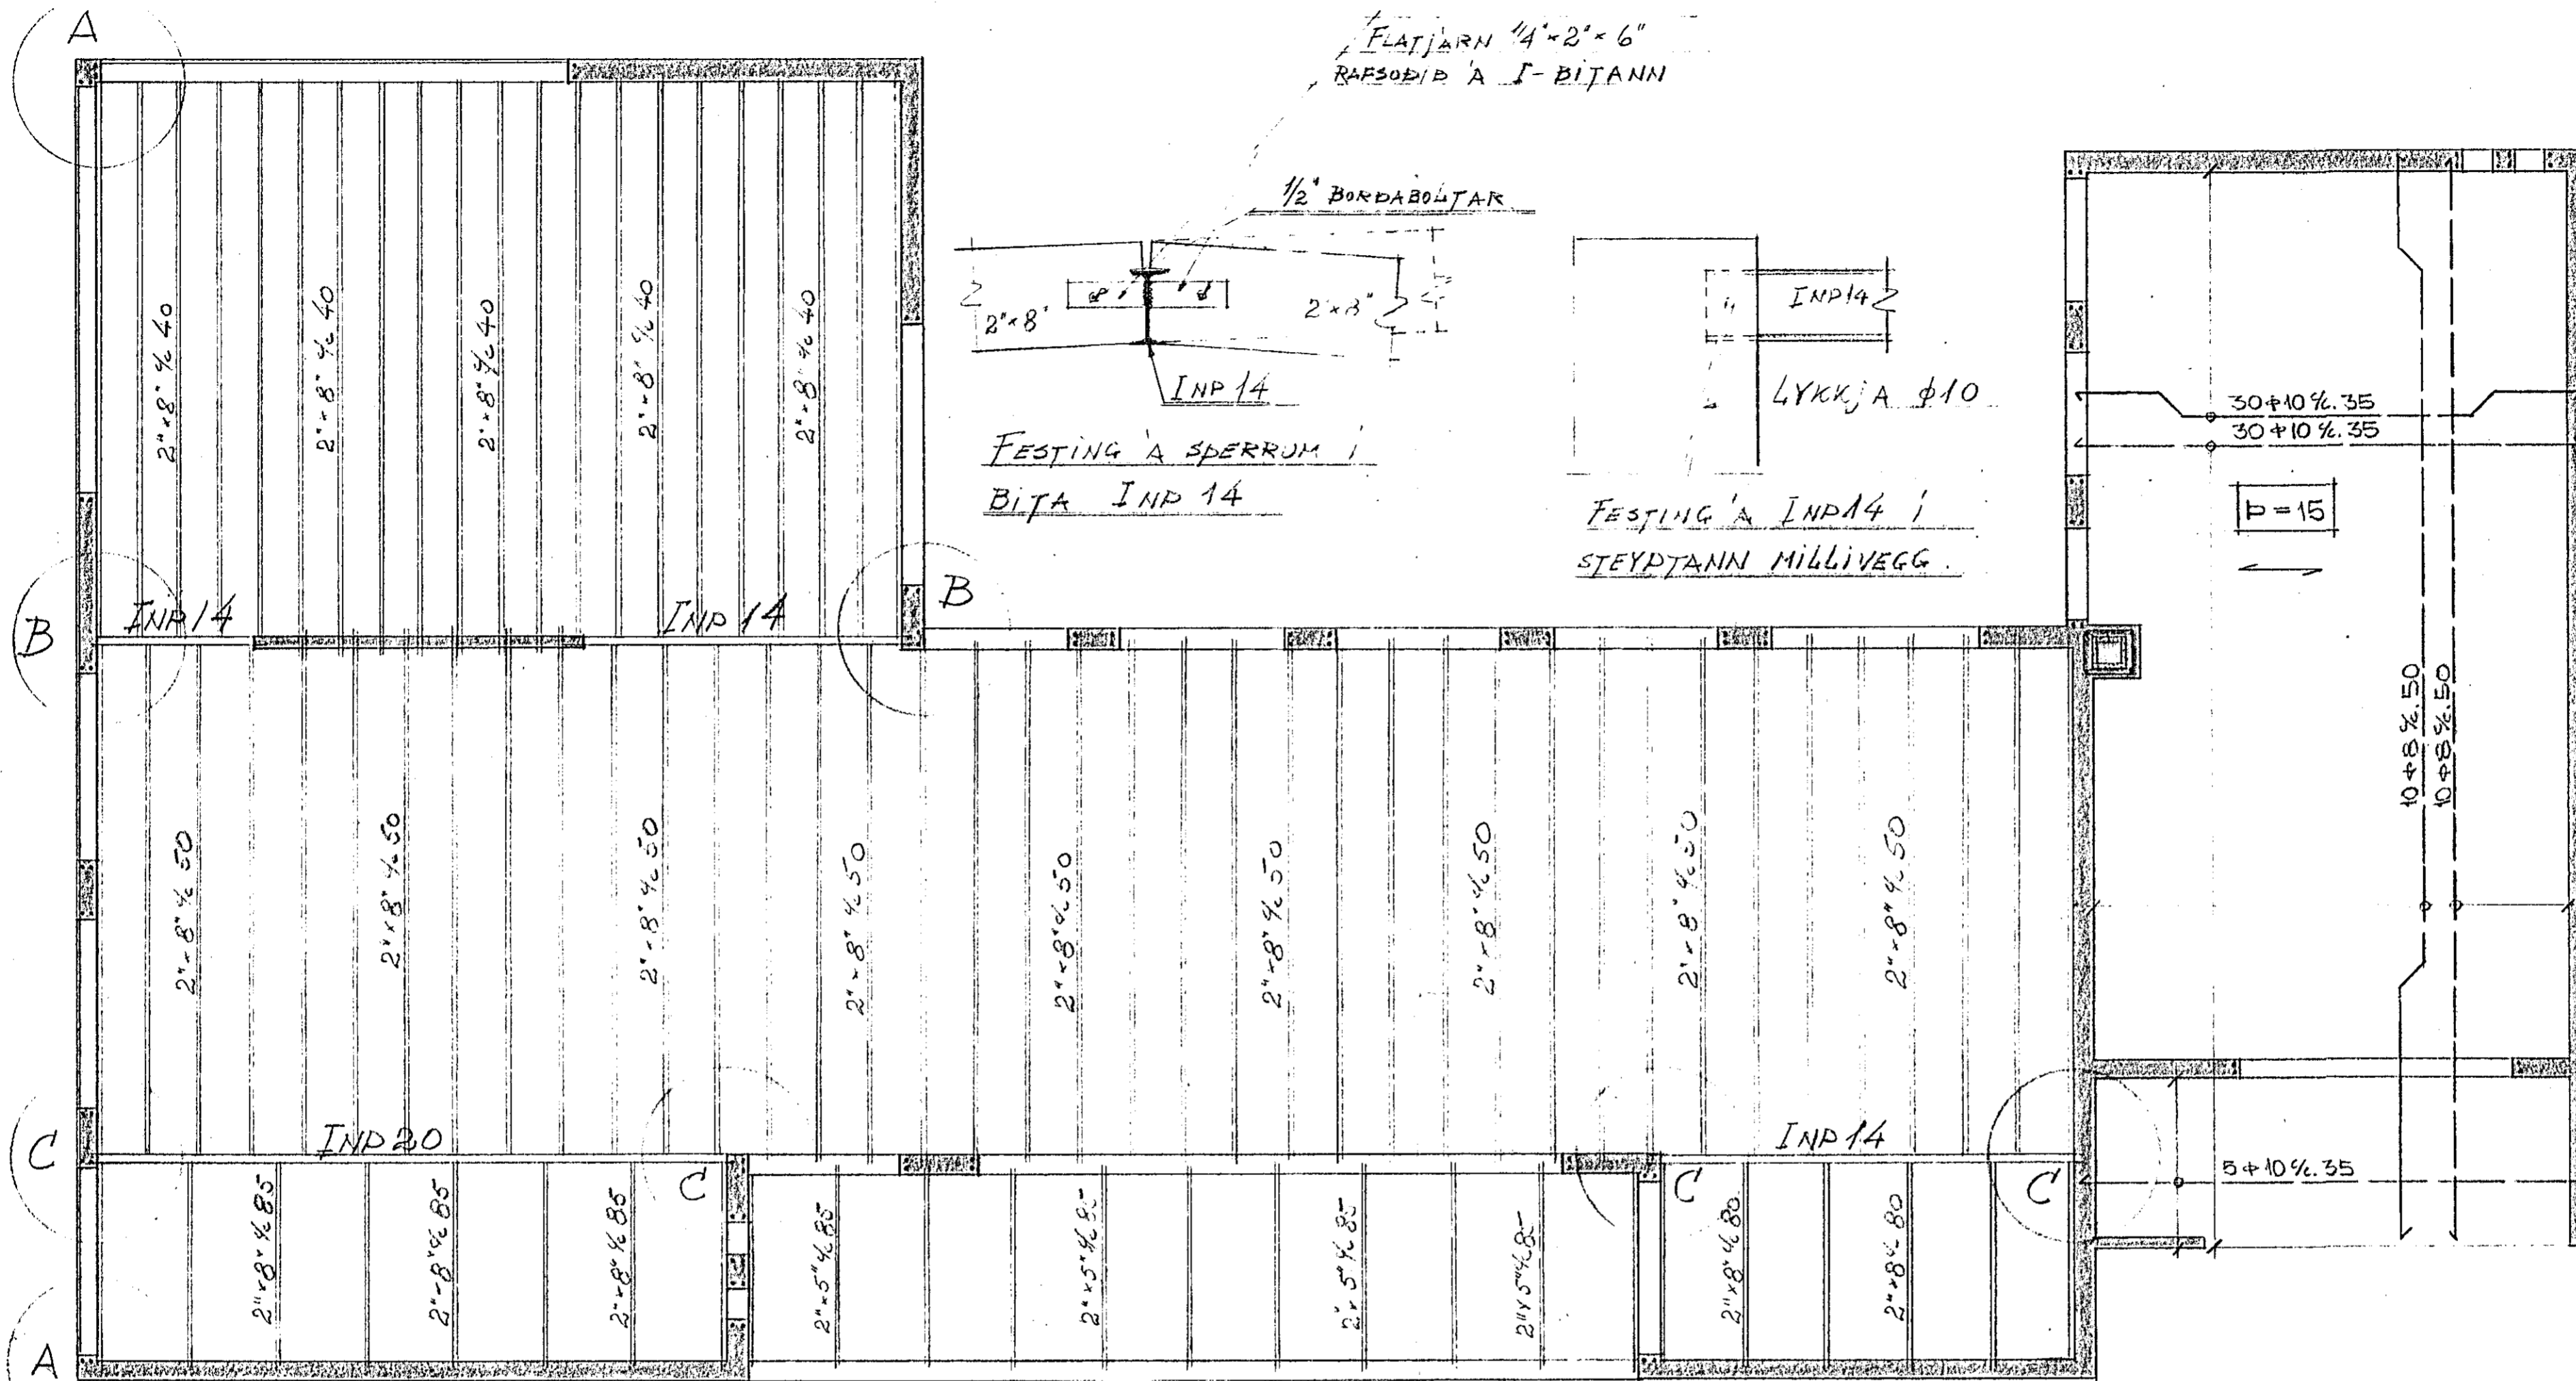 A
FLATJÁRN 1/4"×2"×6"
RAFSOÐIÐ Á I-BITANN
1/2" BORÐABOLTAR
2"×8"
2"×8"
INP 14
FESTING Á SPERRUM Í
BITA INP 14
INP14
LYKKJA ϕ10
FESTING Á INP14 Í
STEYPTANN MILLIVEGG.
2"×8" c/c 40
2"×8" c/c 40
2"×8" c/c 40
2"×8" c/c 40
2"×8" c/c 40
30ϕ10 c/c.35
30ϕ10 c/c.35
Þ=15
B
INP14
INP 14
B
10ϕ8 c/c.50
10ϕ8 c/c.50
2"×8" c/c 50
2"×8" c/c 50
2"×8" c/c 50
2"×8" c/c 50
2"×8" c/c 50
2"×8" c/c 50
2"×8" c/c 50
2"×8" c/c 50
2"×8" c/c 50
C
INP 20
C
INP 14
C
C
5ϕ10 c/c.35
2"×8" c/c 85
2"×8" c/c 85
2"×8" c/c 85
2"×5" c/c 85
2"×5" c/c 85
2"×5" c/c 85
2"×5" c/c 85
2"×8" c/c 80
2"×8" c/c 80
A